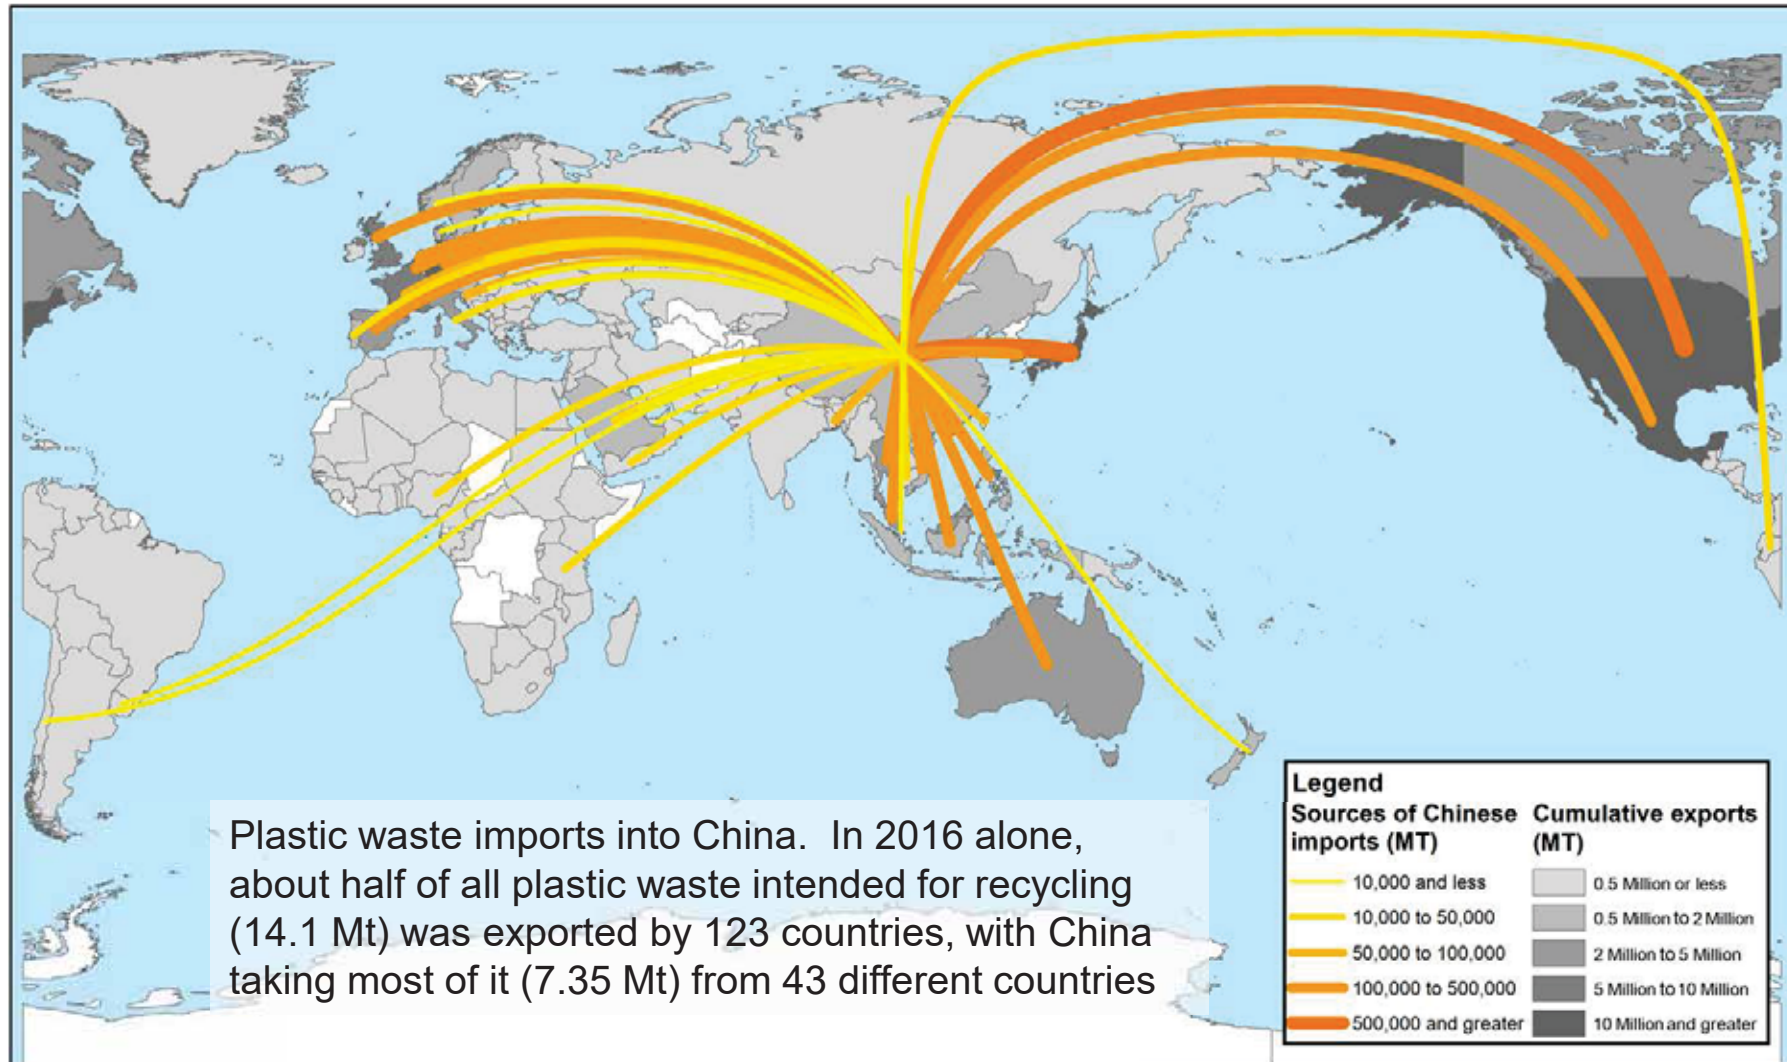 Plastic waste imports into China.  In 2016 alone,
about half of all plastic waste intended for recycling
(14.1 Mt) was exported by 123 countries, with China
taking most of it (7.35 Mt) from 43 different countries
Legend
Sources of Chinese
imports (MT)
10,000 and less
10,000 to 50,000
50,000 to 100,000
100,000 to 500,000
500,000 and greater
Cumulative exports
(MT)
0.5 Million or less
0.5 Million to 2 Million
2 Million to 5 Million
5 Million to 10 Million
10 Million and greater